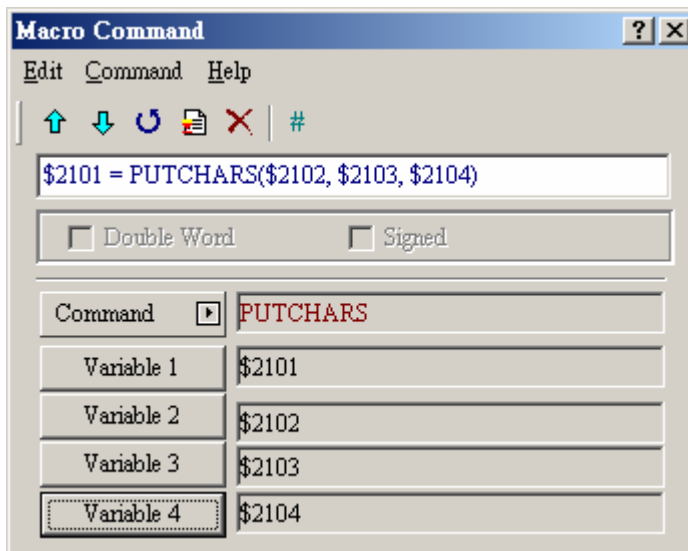 Macro Command
Edit Command Help
#
$2101 = PUTCHARS($2102, $2103, $2104)
Double Word Signed
Command PUTCHARS
Variable 1 $2101
Variable 2 $2102
Variable 3 $2103
Variable 4 $2104